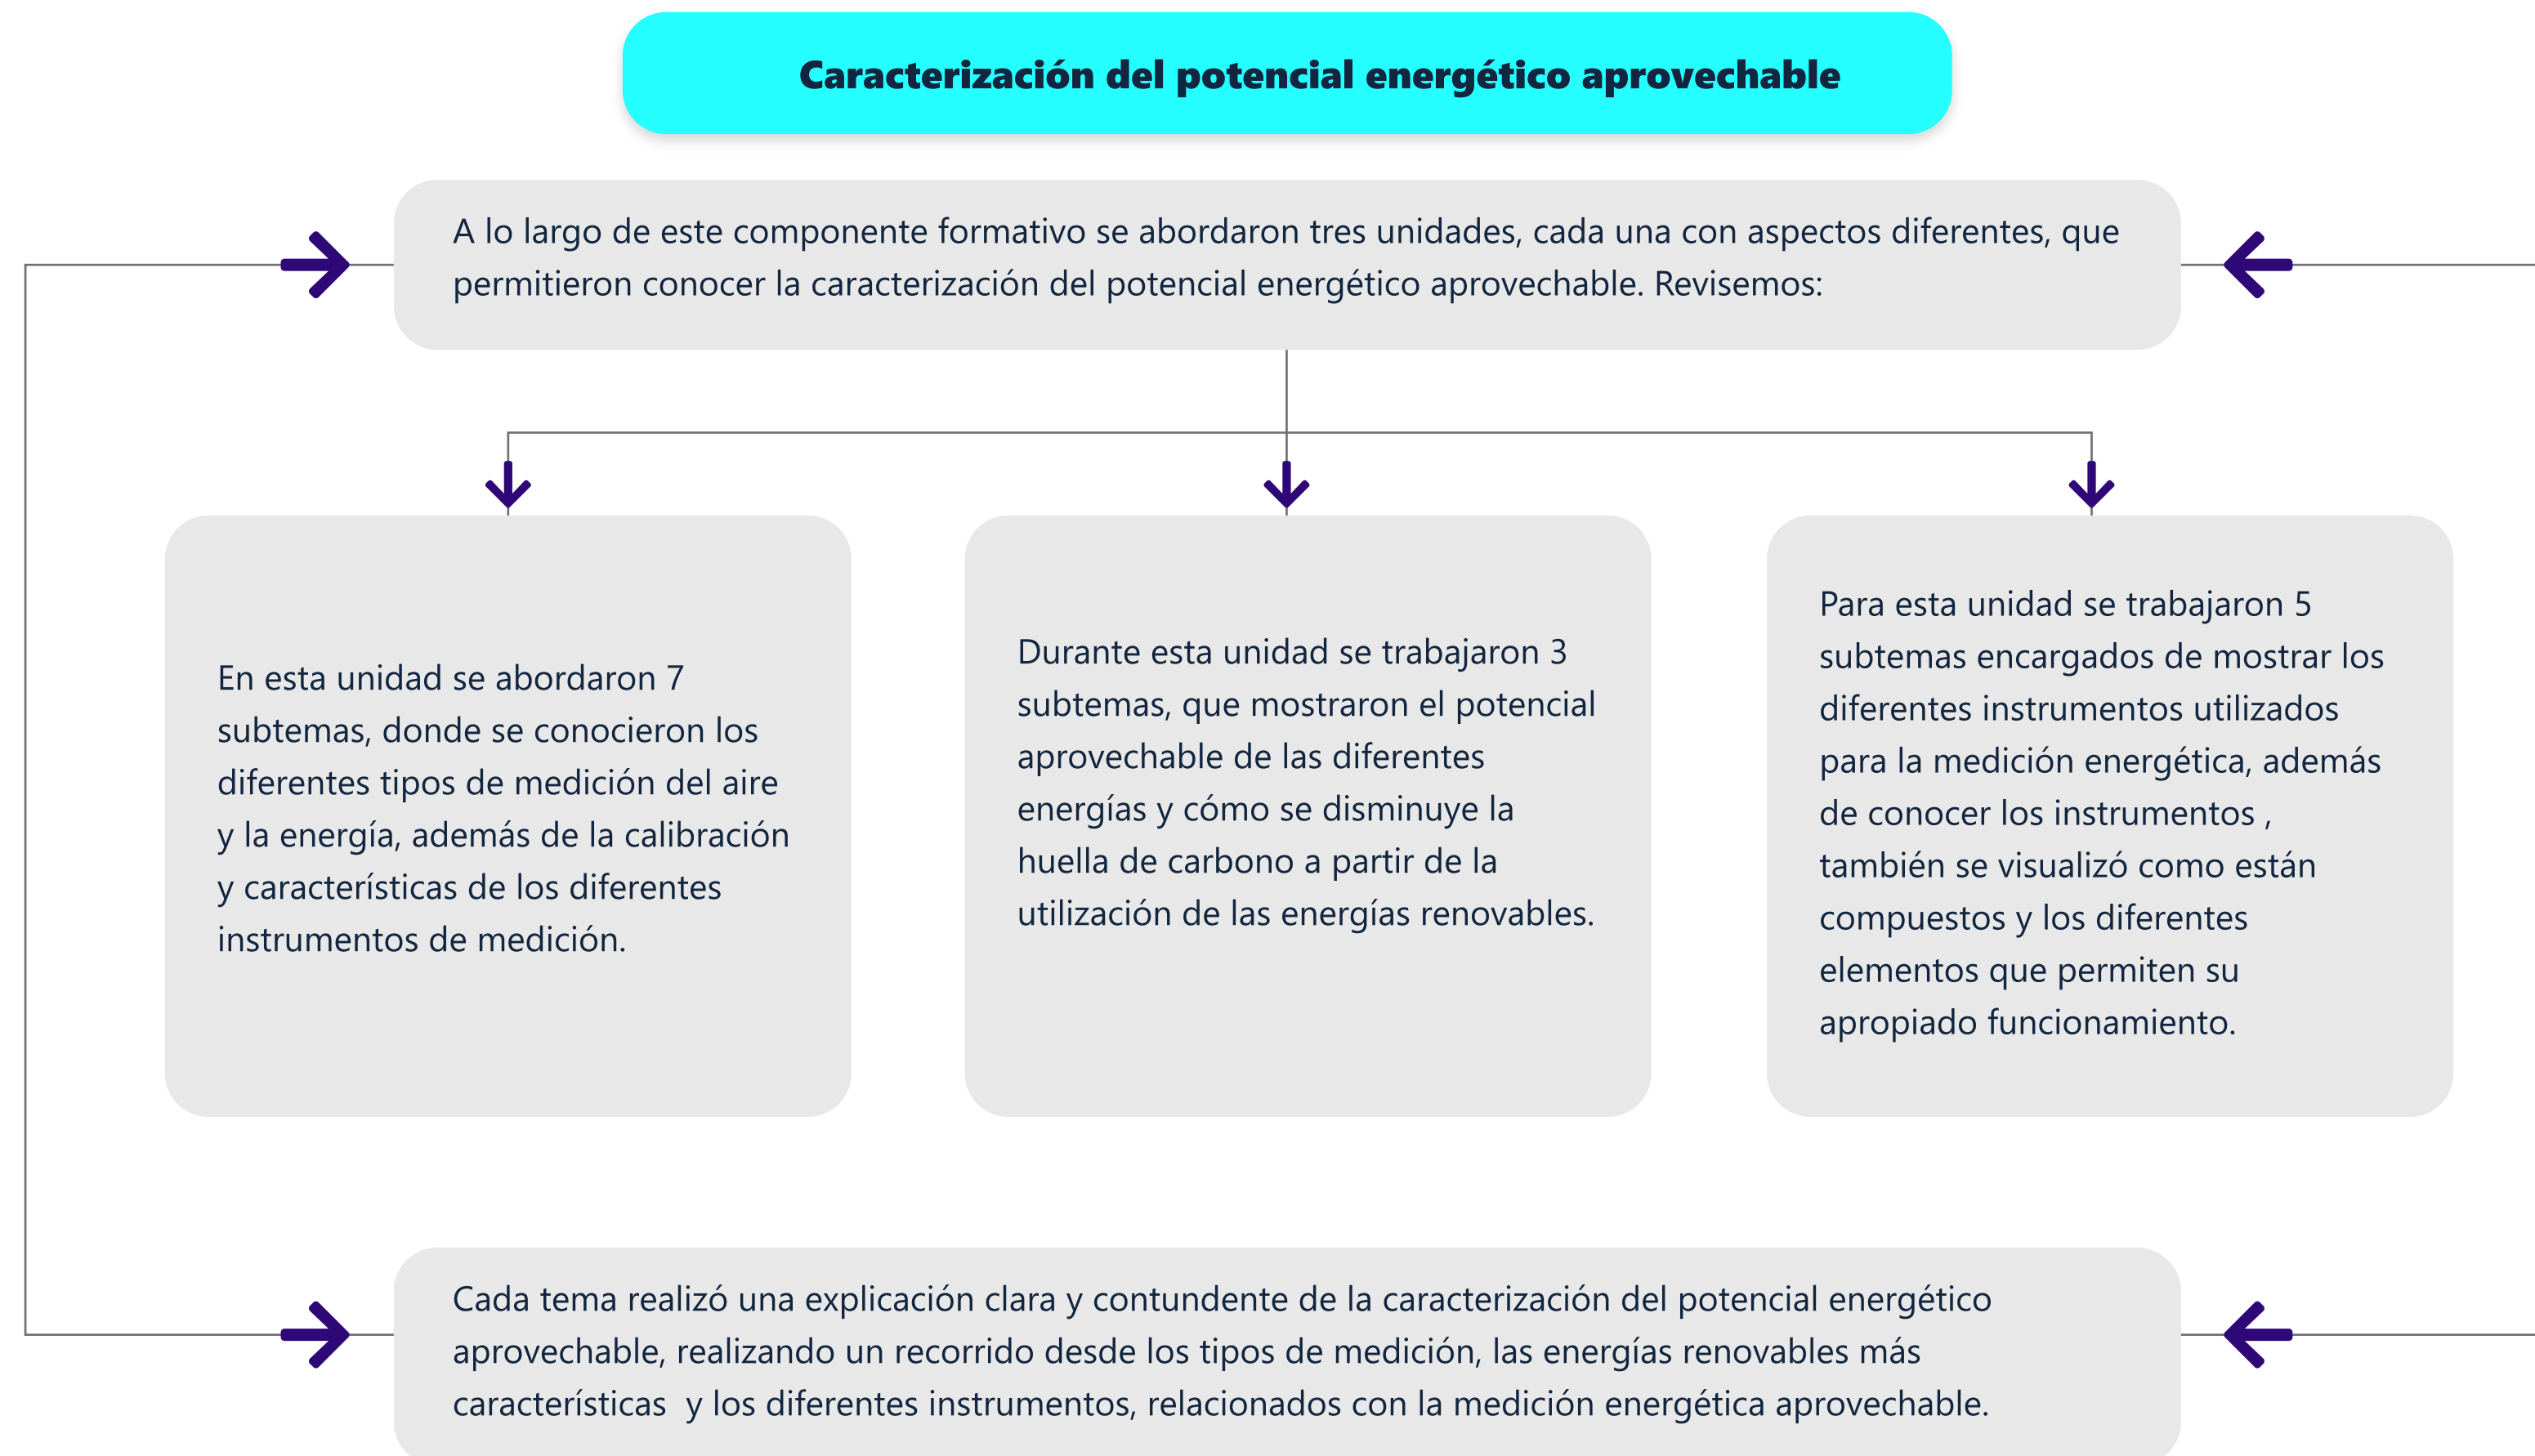 Caracterización del potencial energético aprovechable
A lo largo de este componente formativo se abordaron tres unidades, cada una con aspectos diferentes, que
permitieron conocer la caracterización del potencial energético aprovechable. Revisemos:
En esta unidad se abordaron 7
subtemas, donde se conocieron los
diferentes tipos de medición del aire
y la energía, además de la calibración
y características de los diferentes
instrumentos de medición.
Durante esta unidad se trabajaron 3
subtemas, que mostraron el potencial
aprovechable de las diferentes
energías y cómo se disminuye la
huella de carbono a partir de la
utilización de las energías renovables.
Para esta unidad se trabajaron 5
subtemas encargados de mostrar los
diferentes instrumentos utilizados
para la medición energética, además
de conocer los instrumentos ,
también se visualizó como están
compuestos y los diferentes
elementos que permiten su
apropiado funcionamiento.
Cada tema realizó una explicación clara y contundente de la caracterización del potencial energético
aprovechable, realizando un recorrido desde los tipos de medición, las energías renovables más
características  y los diferentes instrumentos, relacionados con la medición energética aprovechable.